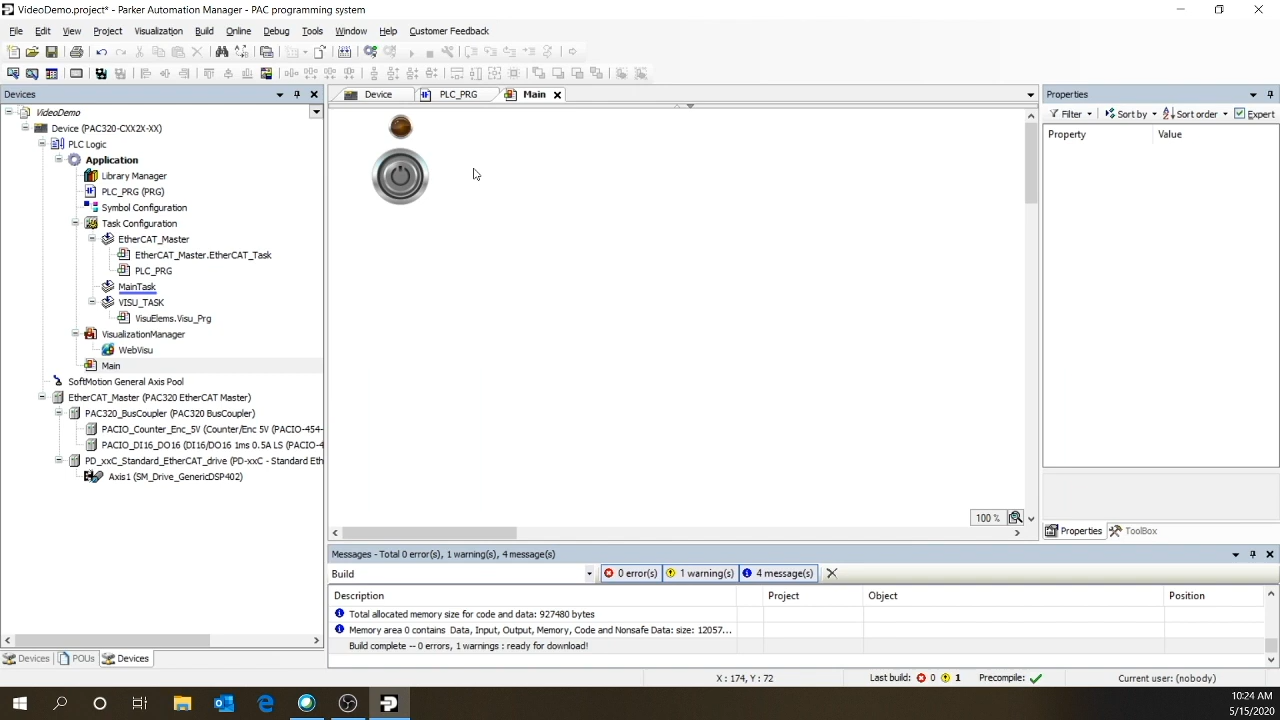 VideoDemo.project* - Parker Automation Manager - PAC programming system
File Edit View Project Visualization Build Online Debug Tools Window Help Customer Feedback
Devices
VideoDemo
Device (PAC320-CXX2X-XX)
PLC Logic
Application
Library Manager
PLC_PRG (PRG)
Symbol Configuration
Task Configuration
EtherCAT_Master
EtherCAT_Master.EtherCAT_Task
PLC_PRG
MainTask
VISU_TASK
VisuElems.Visu_Prg
VisualizationManager
WebVisu
Main
SoftMotion General Axis Pool
EtherCAT_Master (PAC320 EtherCAT Master)
PAC320_BusCoupler (PAC320 BusCoupler)
PACIO_Counter_Enc_5V (Counter/Enc 5V (PACIO-454-
PACIO_DI16_DO16 (DI16/DO16 1ms 0.5A LS (PACIO-4
PD_xxC_Standard_EtherCAT_drive (PD-xxC - Standard Eth
Axis1 (SM_Drive_GenericDSP402)
Devices POUs Devices
Device PLC_PRG Main
100 %
Properties
Filter Sort by Sort order Expert
Property Value
Properties ToolBox
Messages - Total 0 error(s), 1 warning(s), 4 message(s)
Build 0 error(s) 1 warning(s) 4 message(s)
Description Project Object Position
Total allocated memory size for code and data: 927480 bytes
Memory area 0 contains Data, Input, Output, Memory, Code and Nonsafe Data: size: 12057...
Build complete -- 0 errors, 1 warnings : ready for download!
X : 174, Y : 72 Last build: 0 1 Precompile: Current user: (nobody)
10:24 AM
5/15/2020